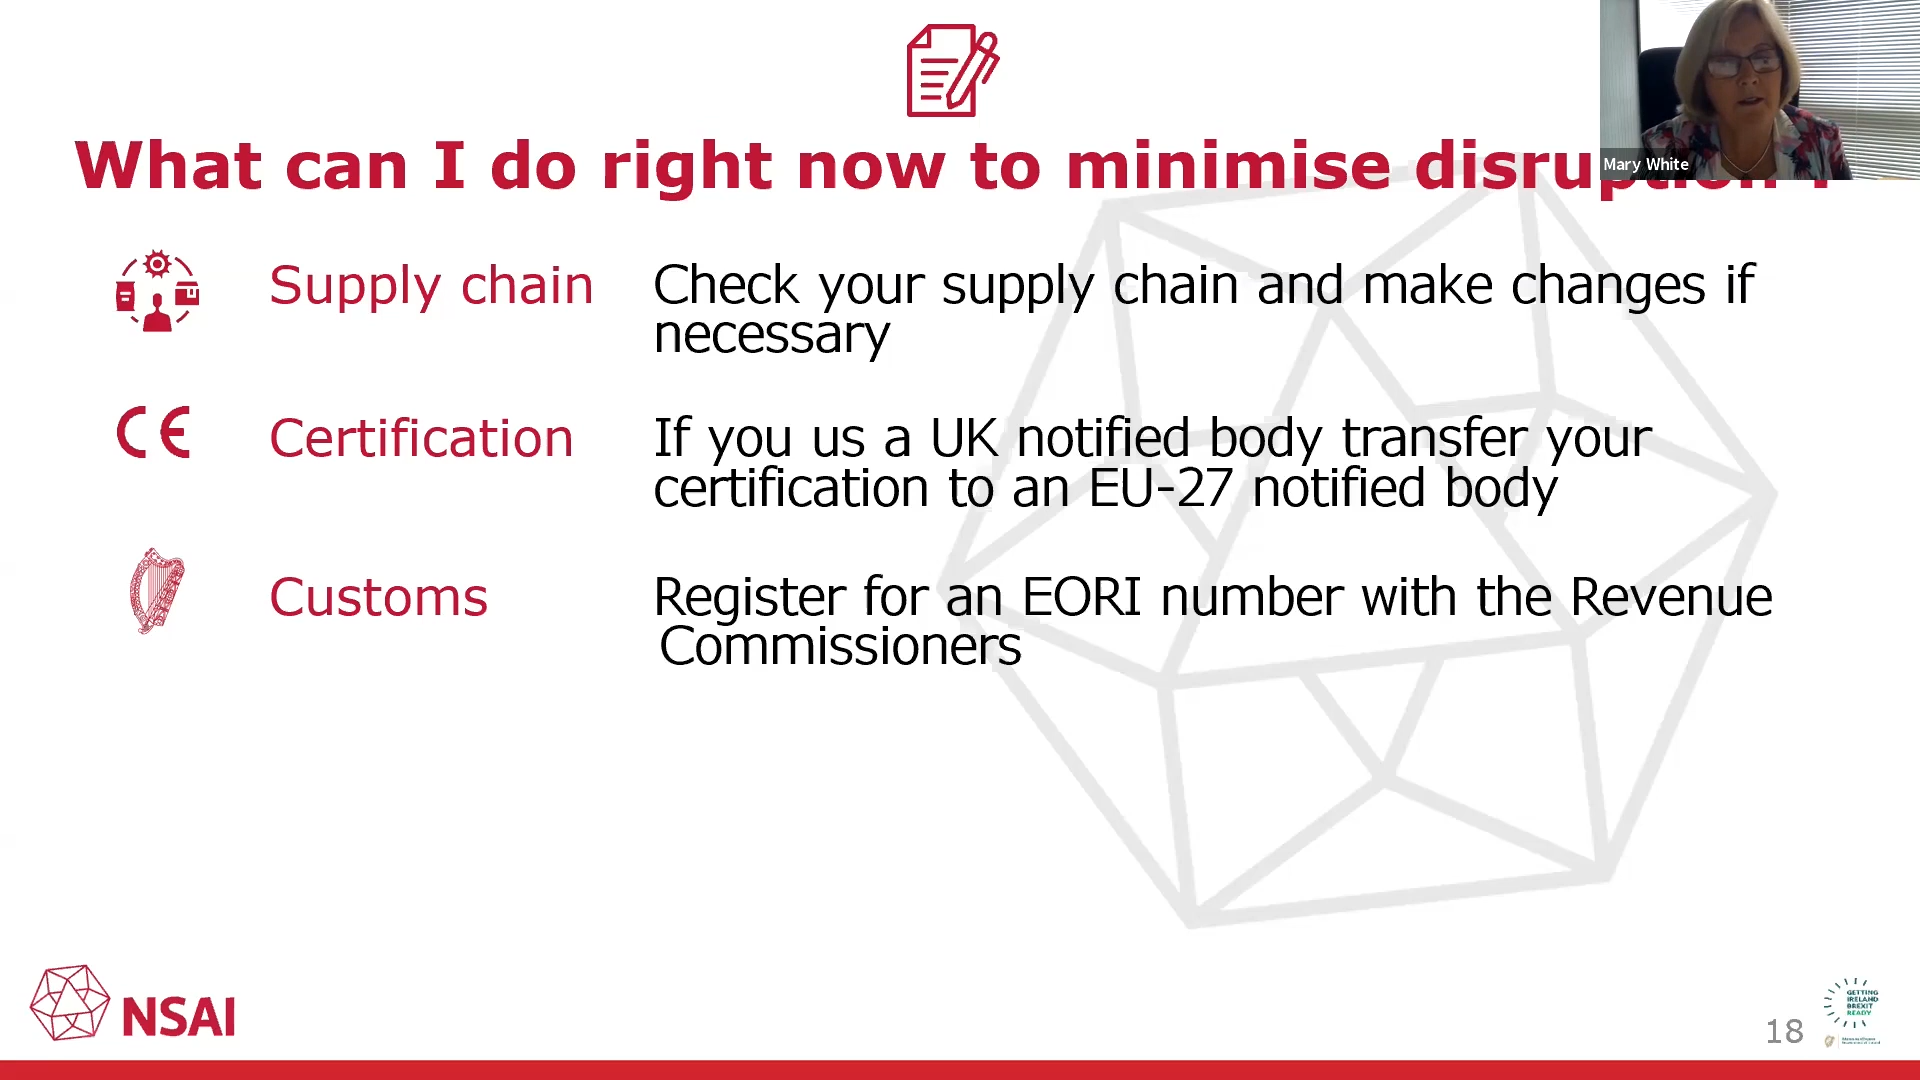 What can I do right now to minimise disruption ?
Mary White
Supply chain
Check your supply chain and make changes if
necessary
CE
Certification
If you us a UK notified body transfer your
certification to an EU-27 notified body
Customs
Register for an EORI number with the Revenue
Commissioners
NSAI
18
GETTING
IRELAND
BREXIT
READY